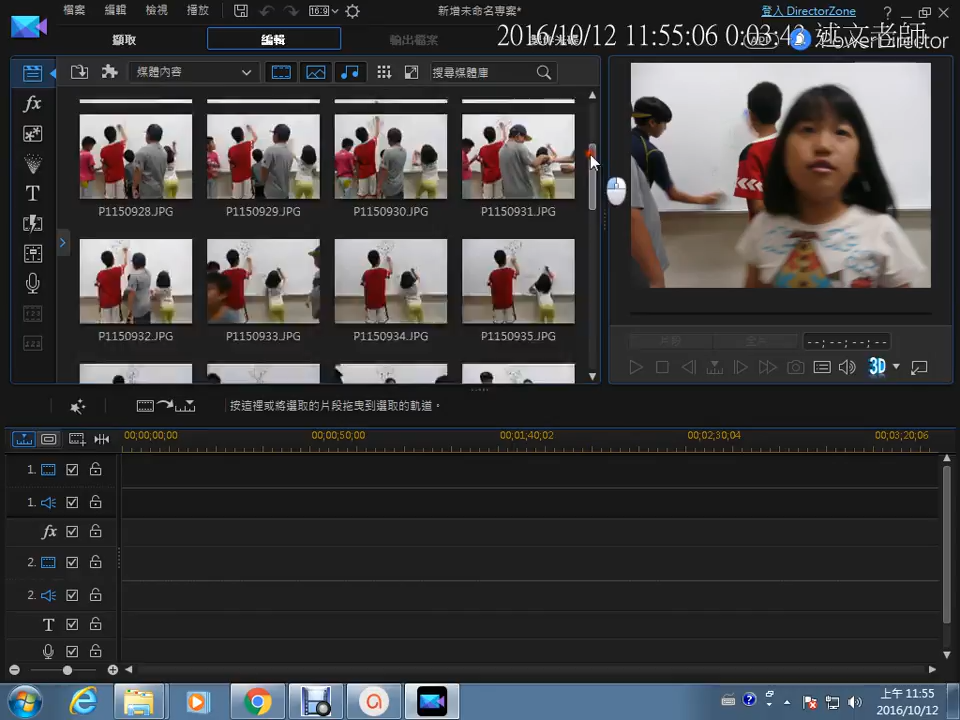 檔案 編輯 檢視 播放
16:9
新增未命名專案*
登入 DirectorZone
?
擷取
編輯
輸出檔案
2016/10/12 11:55:06 0:03:42 述文老師
PowerDirector
媒體內容
搜尋媒體庫
fx
T
P1150928.JPG P1150929.JPG P1150930.JPG P1150931.JPG
P1150932.JPG P1150933.JPG P1150934.JPG P1150935.JPG
片段
全片
--;--;--;--
3D
按這裡或將選取的片段拖曳到選取的軌道。
00;00;00;00 00;00;50;00 00;01;40;02 00;02;30;04 00;03;20;06
1.
1.
fx
2.
2.
T
上午 11:55
2016/10/12